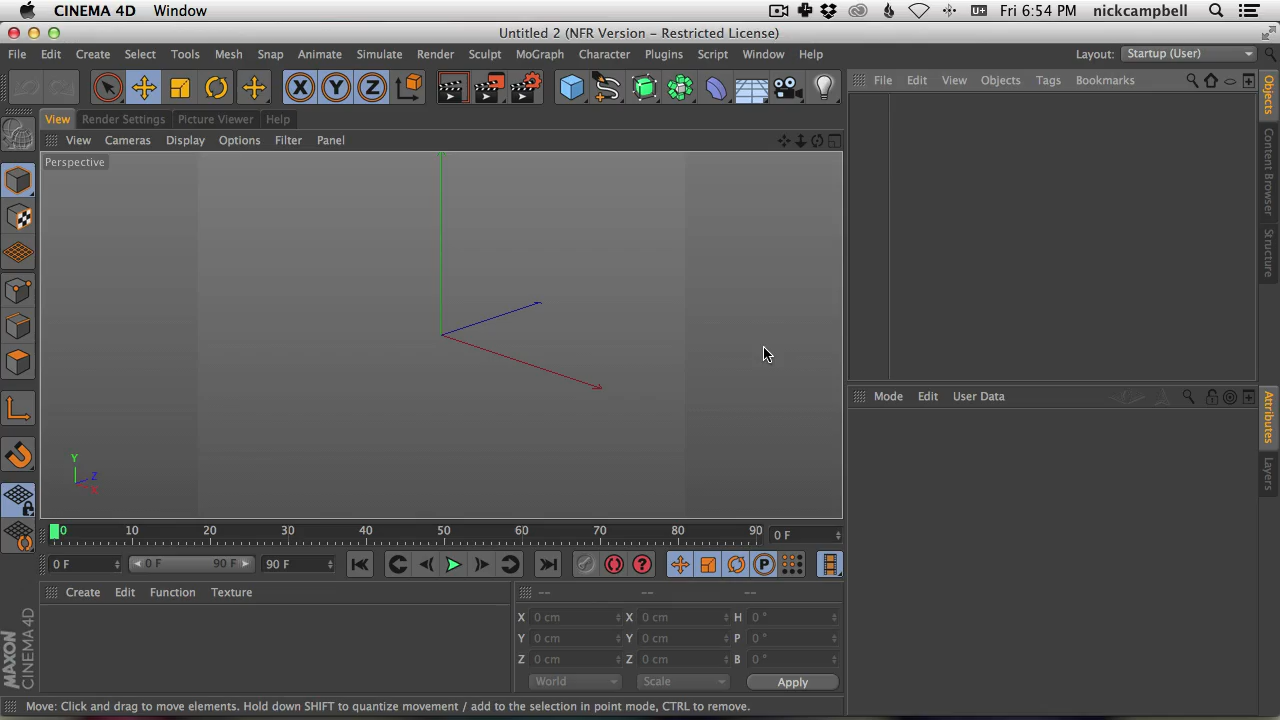 CINEMA 4D Window Fri 6:54 PM nickcampbell
Untitled 2 (NFR Version - Restricted License)
File Edit Create Select Tools Mesh Snap Animate Simulate Render Sculpt MoGraph Character Plugins Script Window Help Layout: Startup (User)
X Y Z
File Edit View Objects Tags Bookmarks
View Render Settings Picture Viewer Help
View Cameras Display Options Filter Panel
Perspective
Objects
Content Browser
Structure
Mode Edit User Data
Attributes
Layers
Y
Z
X
0 10 20 30 40 50 60 70 80 90 0 F
0 F 0 F 90 F 90 F P
Create Edit Function Texture -- -- --
X 0 cm X 0 cm H 0 °
Y 0 cm Y 0 cm P 0 °
Z 0 cm Z 0 cm B 0 °
World Scale Apply
MAXON
CINEMA 4D
Move: Click and drag to move elements. Hold down SHIFT to quantize movement / add to the selection in point mode, CTRL to remove.